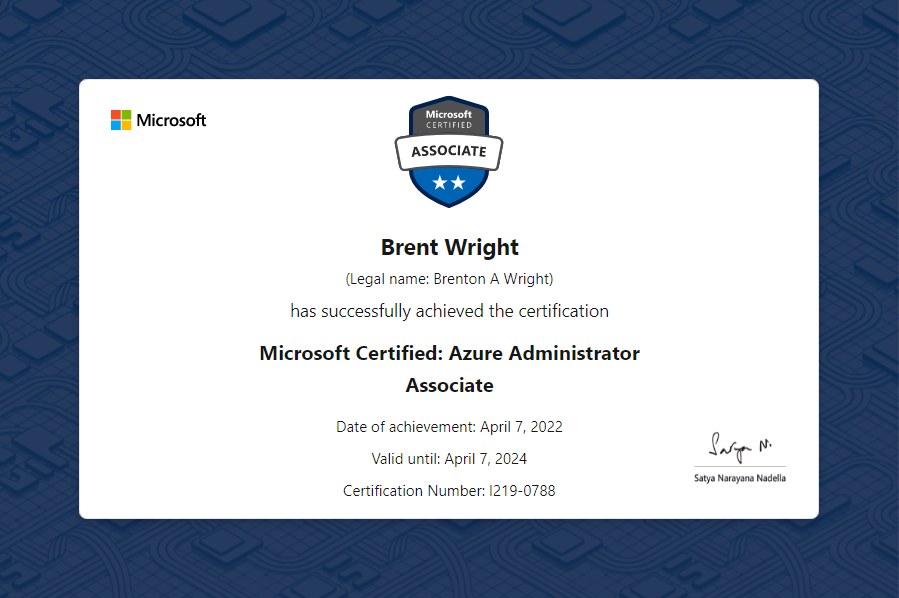 Microsoft
Microsoft
CERTIFIED
ASSOCIATE
Brent Wright
(Legal name: Brenton A Wright)
has successfully achieved the certification
Microsoft Certified: Azure Administrator
Associate
Date of achievement: April 7, 2022
Valid until: April 7, 2024
Certification Number: I219-0788
Satya N.
Satya Narayana Nadella